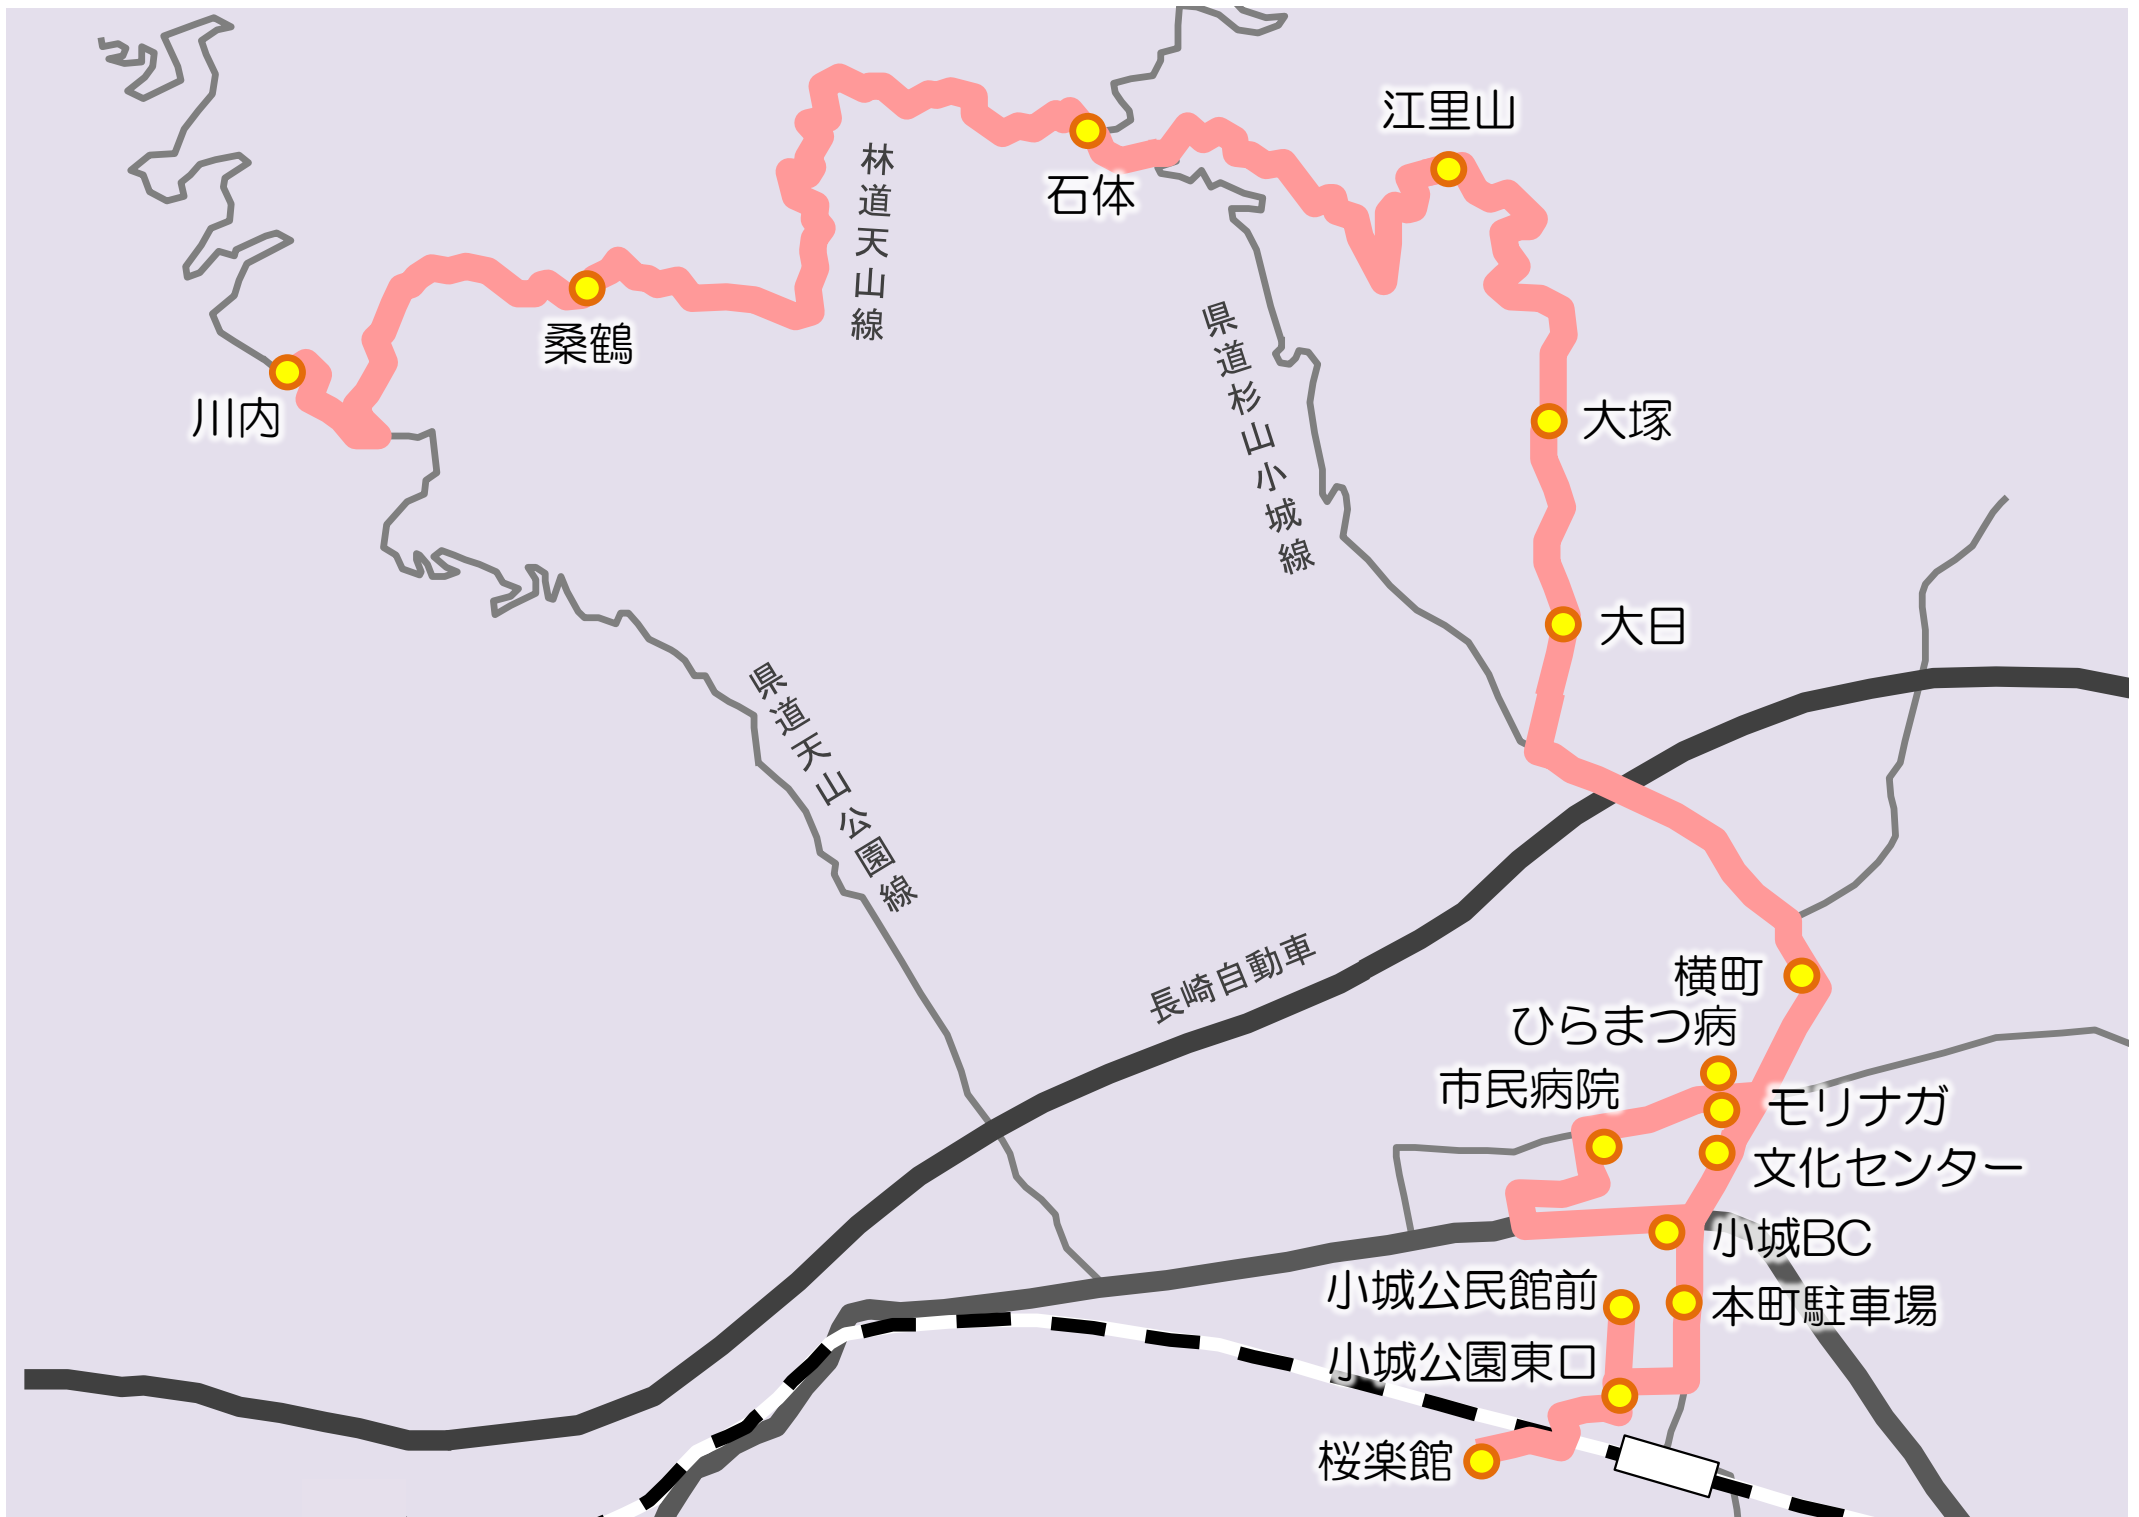 江里山
林道天山線
石体
県道杉山小城線
桑鶴
川内
大塚
大日
県道天山公園線
長崎自動車
横町
ひらまつ病
市民病院
モリナガ
文化センター
小城BC
小城公民館前
本町駐車場
小城公園東口
桜楽館